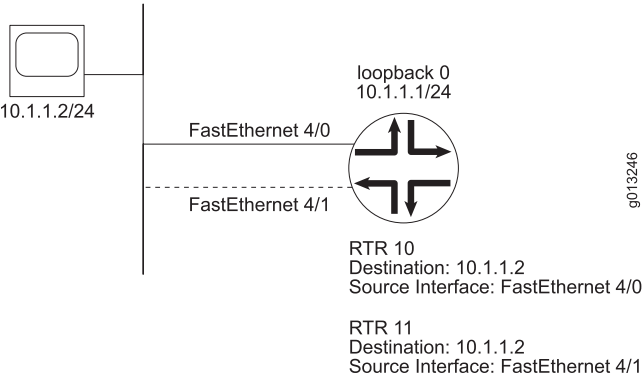 loopback 0
10.1.1.1/24
10.1.1.2/24
FastEthernet 4/0
FastEthernet 4/1
g013246
RTR 10
Destination: 10.1.1.2
Source Interface: FastEthernet 4/0
RTR 11
Destination: 10.1.1.2
Source Interface: FastEthernet 4/1